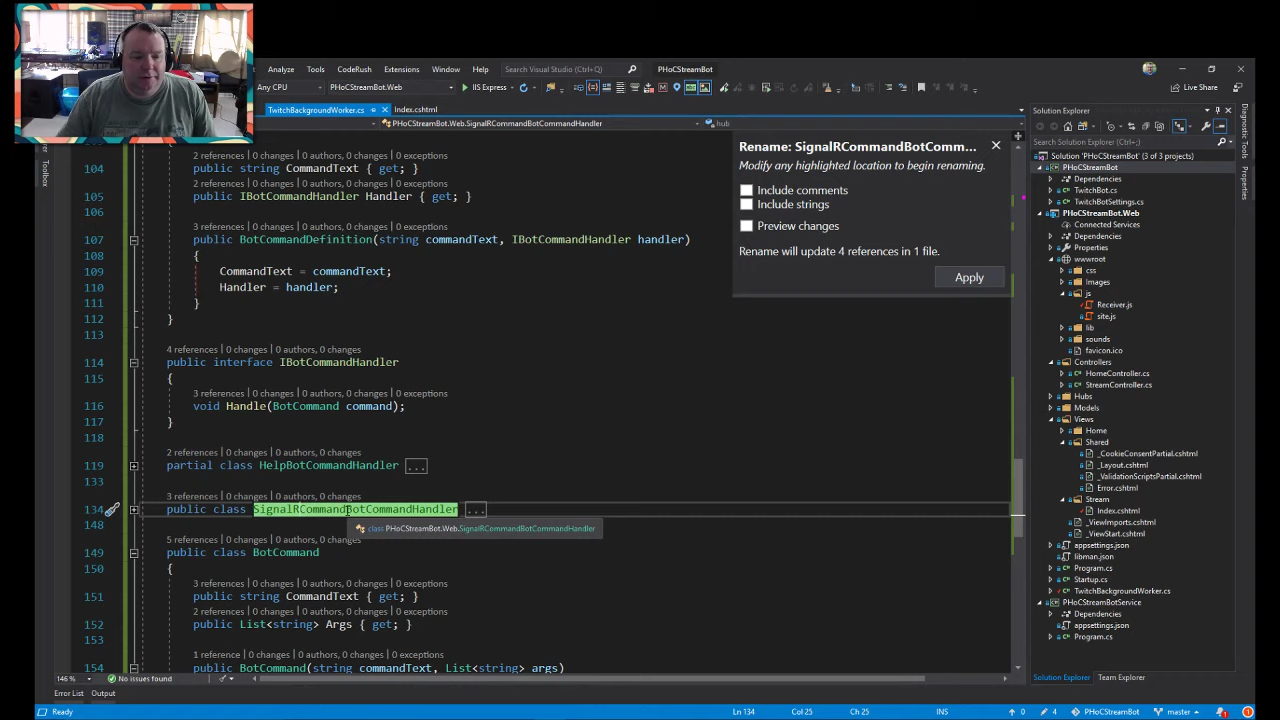 Analyze Tools CodeRush Extensions Window Help Search Visual Studio (Ctrl+Q) PHoCStreamBot
Any CPU PHoCStreamBot.Web IIS Express Live Share
TwitchBackgroundWorker.cs Index.cshtml
PHoCStreamBot.Web.SignalRCommandBotCommandHandler hub
Toolbox
2 references | 0 changes | 0 authors, 0 changes | 0 exceptions
104 public string CommandText { get; }
2 references | 0 changes | 0 authors, 0 changes | 0 exceptions
105 public IBotCommandHandler Handler { get; }
106
3 references | 0 changes | 0 authors, 0 changes | 0 exceptions
107 public BotCommandDefinition(string commandText, IBotCommandHandler handler)
108 {
109 CommandText = commandText;
110 Handler = handler;
111 }
112 }
113
4 references | 0 changes | 0 authors, 0 changes
114 public interface IBotCommandHandler
115 {
3 references | 0 changes | 0 authors, 0 changes | 0 exceptions
116 void Handle(BotCommand command);
117 }
118
2 references | 0 changes | 0 authors, 0 changes
119 partial class HelpBotCommandHandler ...
133
3 references | 0 changes | 0 authors, 0 changes
134 public class SignalRCommandBotCommandHandler ...
148
class PHoCStreamBot.Web.SignalRCommandBotCommandHandler
5 references | 0 changes | 0 authors, 0 changes
149 public class BotCommand
150 {
3 references | 0 changes | 0 authors, 0 changes | 0 exceptions
151 public string CommandText { get; }
2 references | 0 changes | 0 authors, 0 changes | 0 exceptions
152 public List<string> Args { get; }
153
1 reference | 0 changes | 0 authors, 0 changes | 0 exceptions
154 public BotCommand(string commandText, List<string> args)
Rename: SignalRCommandBotComm...
Modify any highlighted location to begin renaming.
Include comments
Include strings
Preview changes
Rename will update 4 references in 1 file.
Apply
Solution Explorer
Search Solution Explorer (Ctrl+;)
Solution 'PHoCStreamBot' (3 of 3 projects)
PHoCStreamBot
Dependencies
TwitchBot.cs
TwitchBotSettings.cs
PHoCStreamBot.Web
Connected Services
Dependencies
Properties
wwwroot
css
Images
js
Receiver.js
site.js
lib
sounds
favicon.ico
Controllers
HomeController.cs
StreamController.cs
Hubs
Models
Views
Home
Shared
_CookieConsentPartial.cshtml
_Layout.cshtml
_ValidationScriptsPartial.cshtml
Error.cshtml
Stream
Index.cshtml
_ViewImports.cshtml
_ViewStart.cshtml
appsettings.json
libman.json
Program.cs
Startup.cs
TwitchBackgroundWorker.cs
PHoCStreamBotService
Dependencies
appsettings.json
Program.cs
Diagnostic Tools
Properties
146 % No issues found
Solution Explorer Team Explorer
Error List Output
Ready Ln 134 Col 25 Ch 25 INS 0 4 PHoCStreamBot master 1